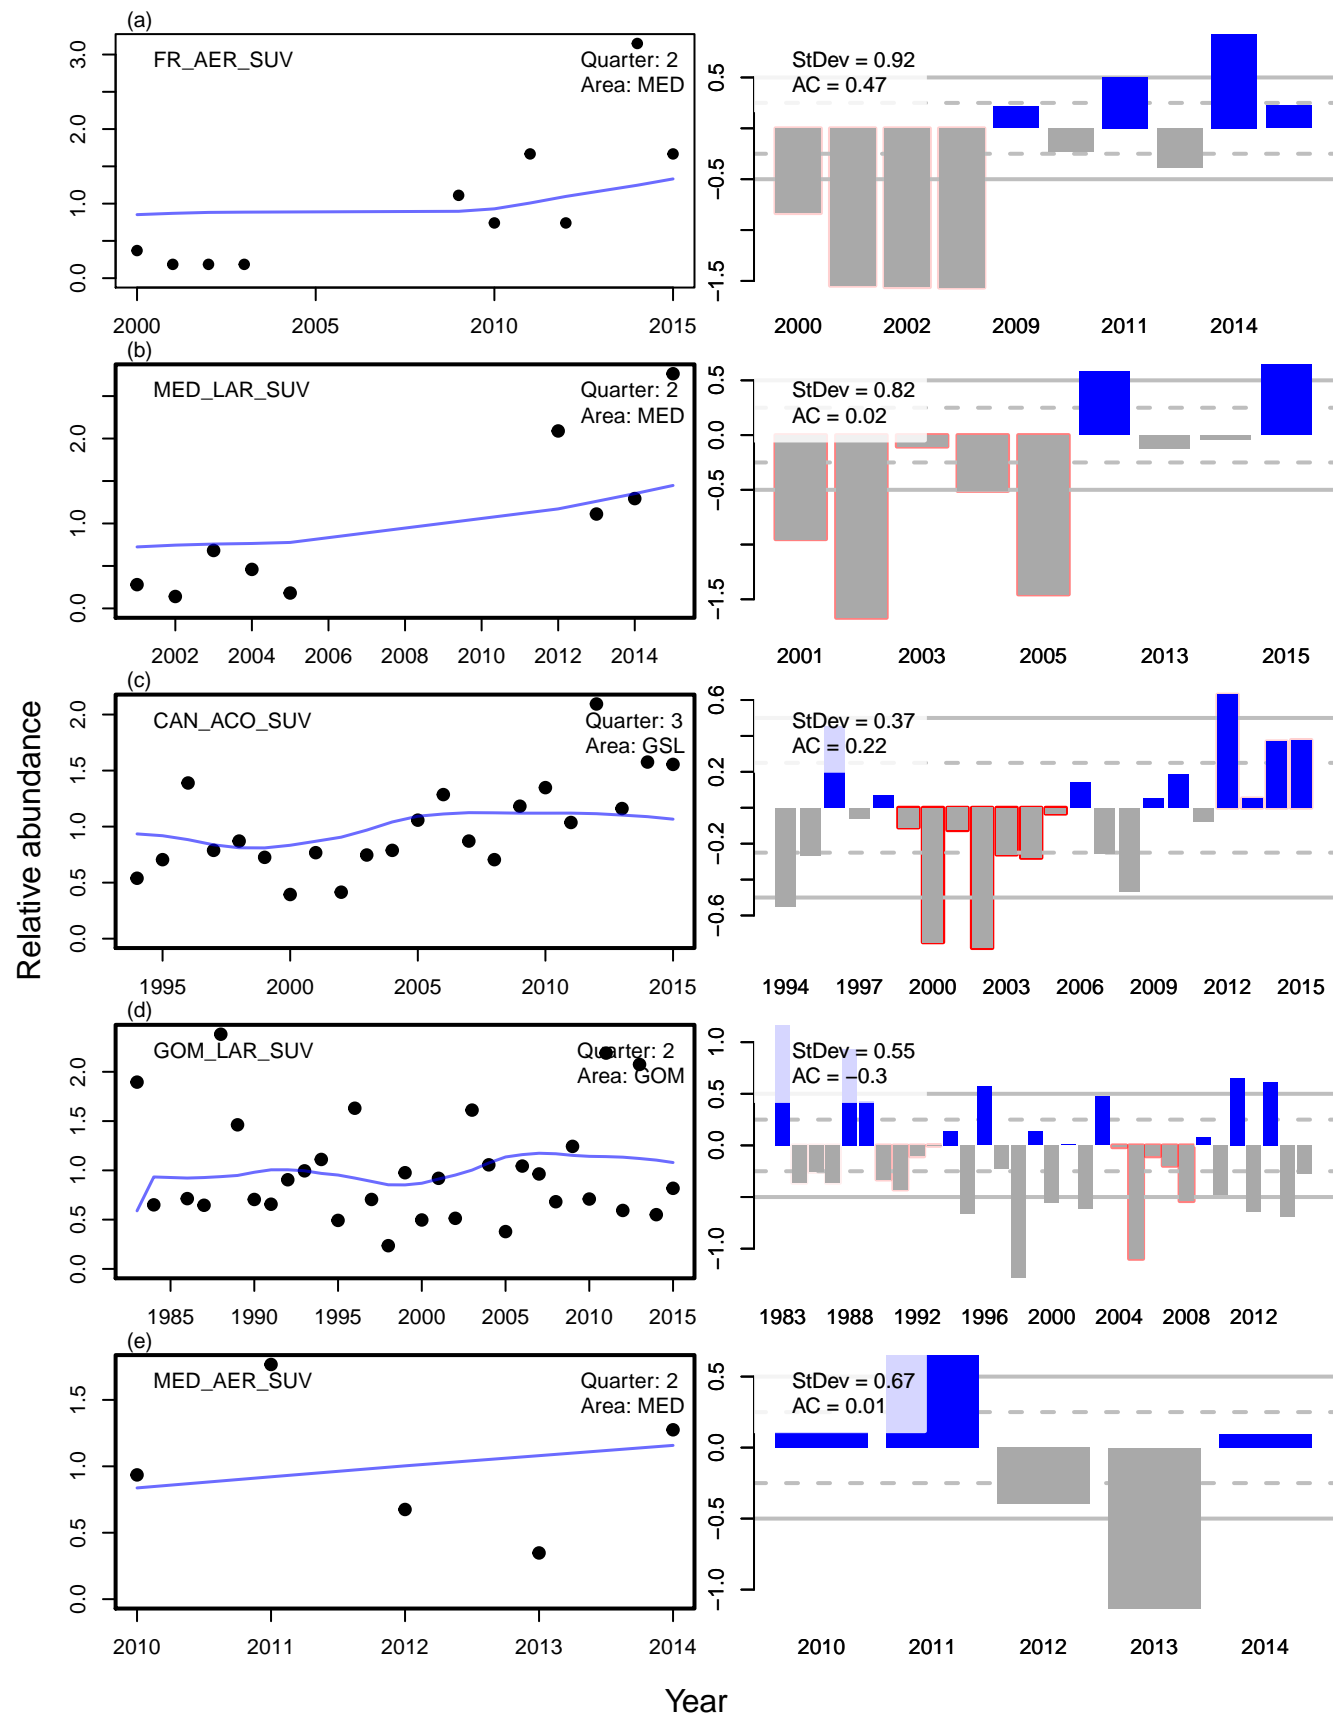 (a)
FR_AER_SUV
Quarter: 2
Area: MED
0.0 1.0 2.0 3.0
2000 2005 2010 2015
StDev = 0.92
AC = 0.47
−1.5 −0.5 0.5
2000 2002 2009 2011 2014
(b)
MED_LAR_SUV
Quarter: 2
Area: MED
0.0 1.0 2.0
2002 2004 2006 2008 2010 2012 2014
StDev = 0.82
AC = 0.02
−1.5 −0.5 0.0 0.5
2001 2003 2005 2013 2015
(c)
CAN_ACO_SUV
Quarter: 3
Area: GSL
0.0 0.5 1.0 1.5 2.0
1995 2000 2005 2010 2015
StDev = 0.37
AC = 0.22
−0.6 −0.2 0.2 0.6
1994 1997 2000 2003 2006 2009 2012 2015
(d)
GOM_LAR_SUV
Quarter: 2
Area: GOM
0.0 0.5 1.0 1.5 2.0
1985 1990 1995 2000 2005 2010 2015
StDev = 0.55
AC = −0.3
−1.0 0.0 0.5 1.0
1983 1988 1992 1996 2000 2004 2008 2012
(e)
MED_AER_SUV
Quarter: 2
Area: MED
0.0 0.5 1.0 1.5
2010 2011 2012 2013 2014
StDev = 0.67
AC = 0.01
−1.0 −0.5 0.0 0.5
2010 2011 2012 2013 2014
Relative abundance
Year